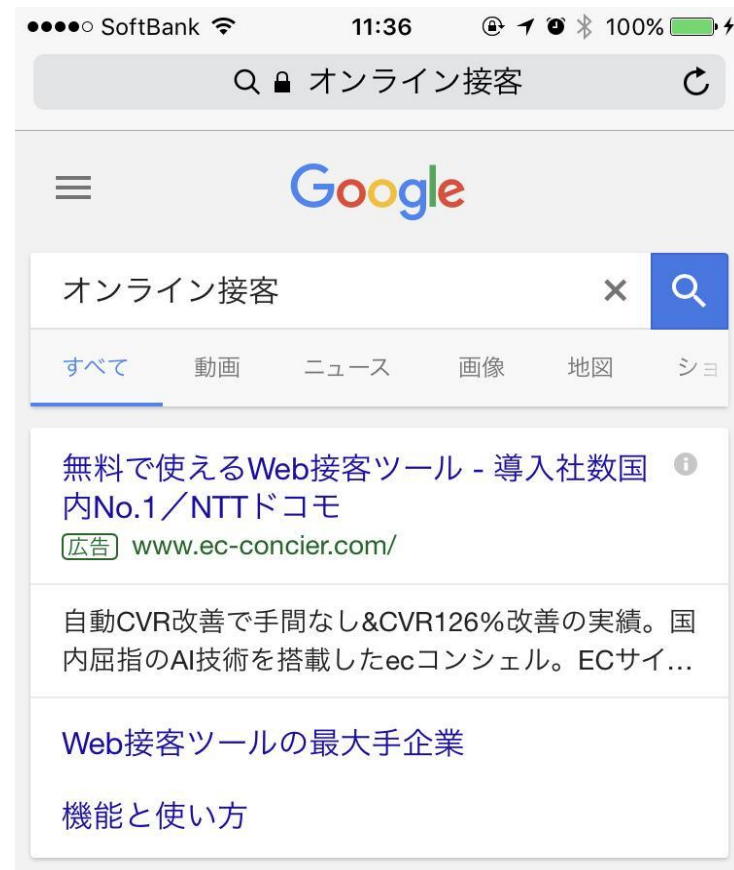 SoftBank 11:36 100%
オンライン接客
Google
オンライン接客
すべて 動画 ニュース 画像 地図 ショ
無料で使えるWeb接客ツール - 導入社数国
内No.1／NTTドコモ
広告 www.ec-concier.com/
自動CVR改善で手間なし&CVR126%改善の実績。国
内屈指のAI技術を搭載したecコンシェル。ECサイ...
Web接客ツールの最大手企業
機能と使い方